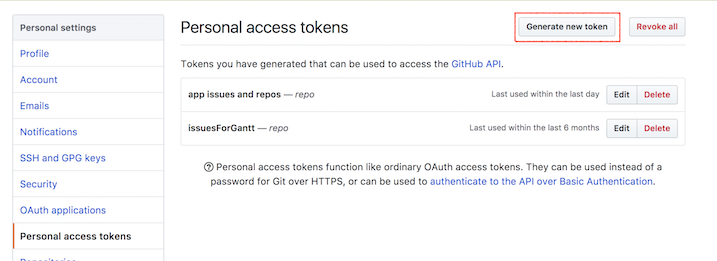 Personal settings
Profile
Account
Emails
Notifications
SSH and GPG keys
Security
OAuth applications
Personal access tokens
Personal access tokens
Generate new token
Revoke all
Tokens you have generated that can be used to access the GitHub API.
app issues and repos — repo
Last used within the last day
Edit
Delete
issuesForGantt — repo
Last used within the last 6 months
Edit
Delete
Personal access tokens function like ordinary OAuth access tokens. They can be used instead of a
password for Git over HTTPS, or can be used to authenticate to the API over Basic Authentication.